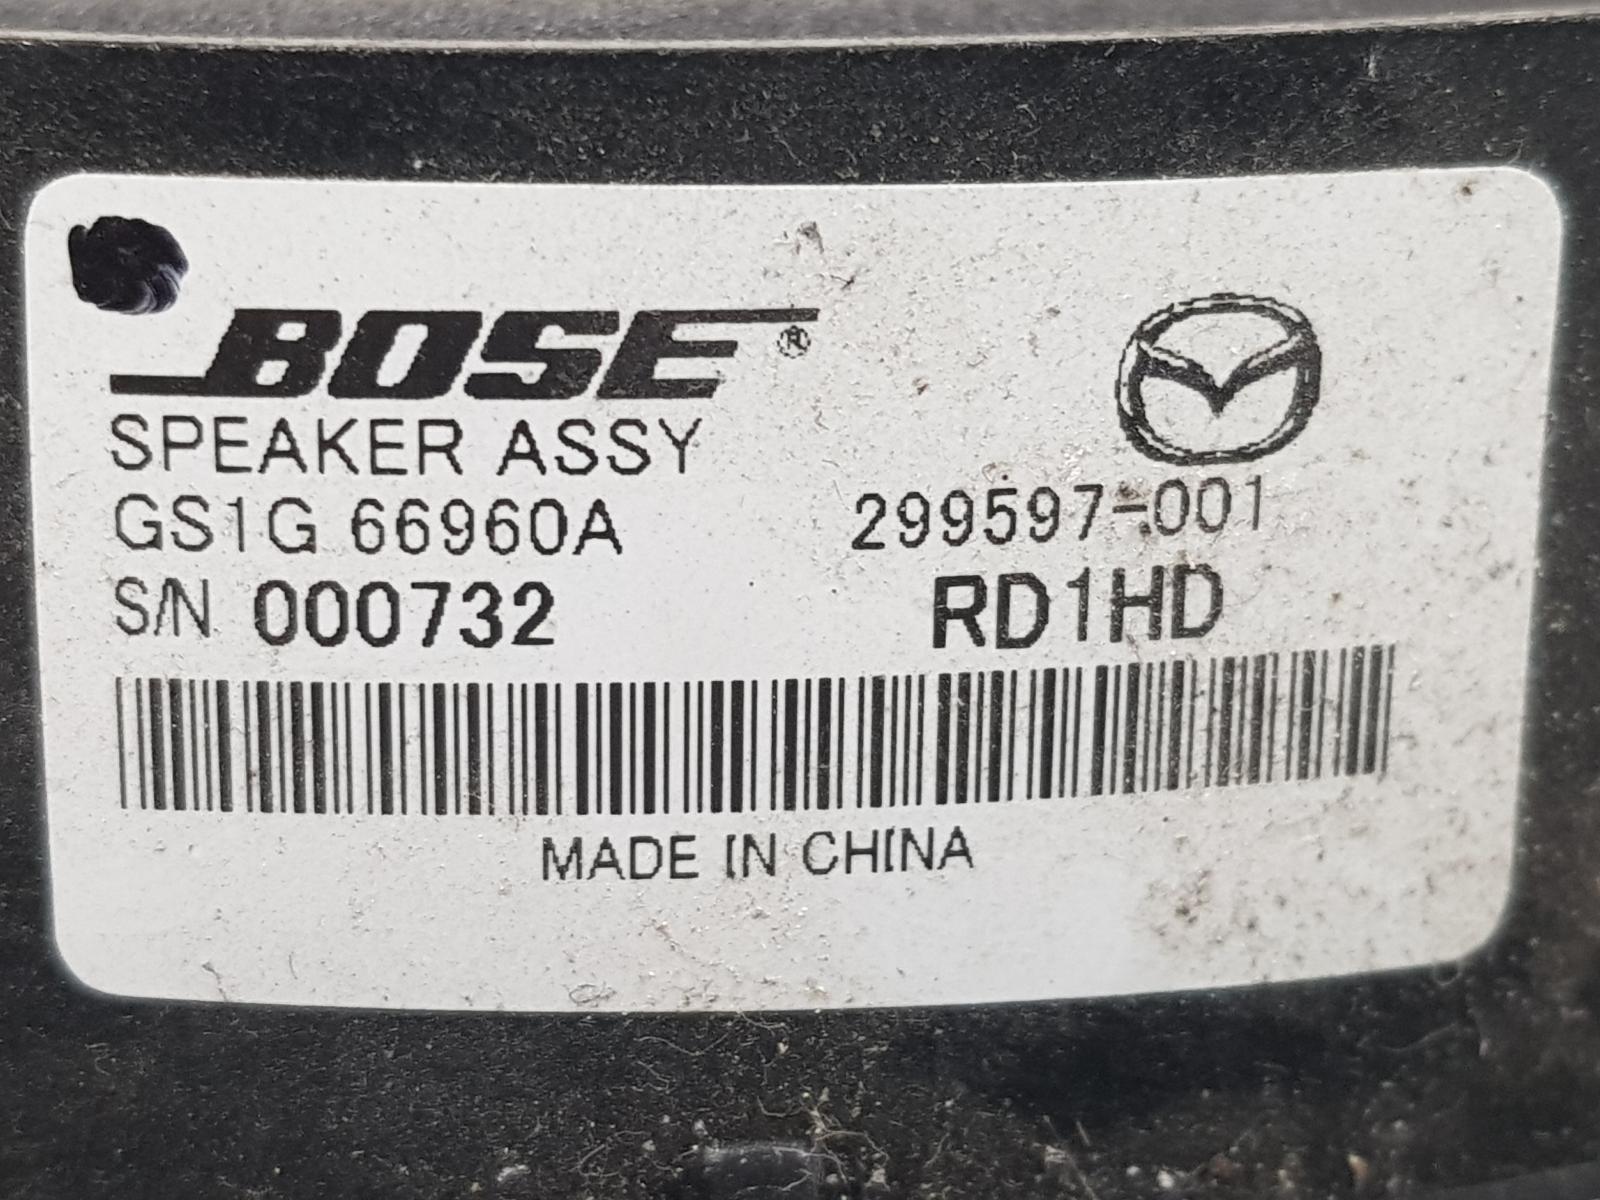 BOSE®
SPEAKER ASSY
GS1G 66960A 299597-001
S/N 000732 RD1HD
MADE IN CHINA